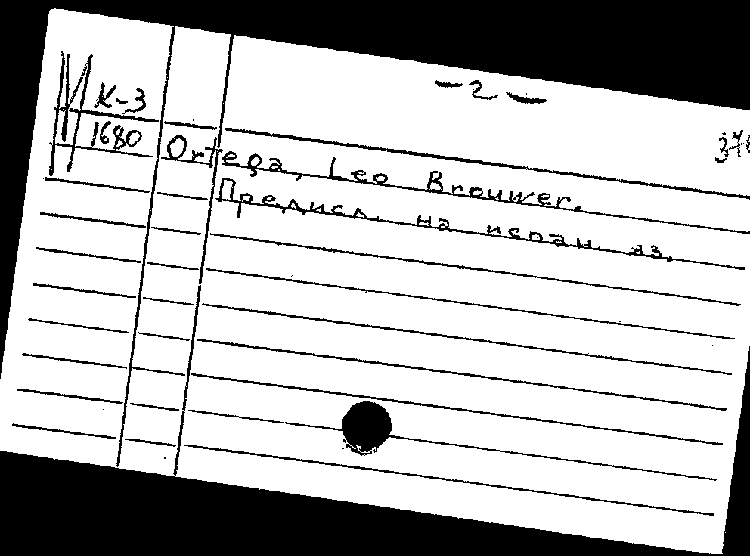 — 2 —
К-3
1680
Ortega, Leo Brouwer.
Предисл. на испан. яз.